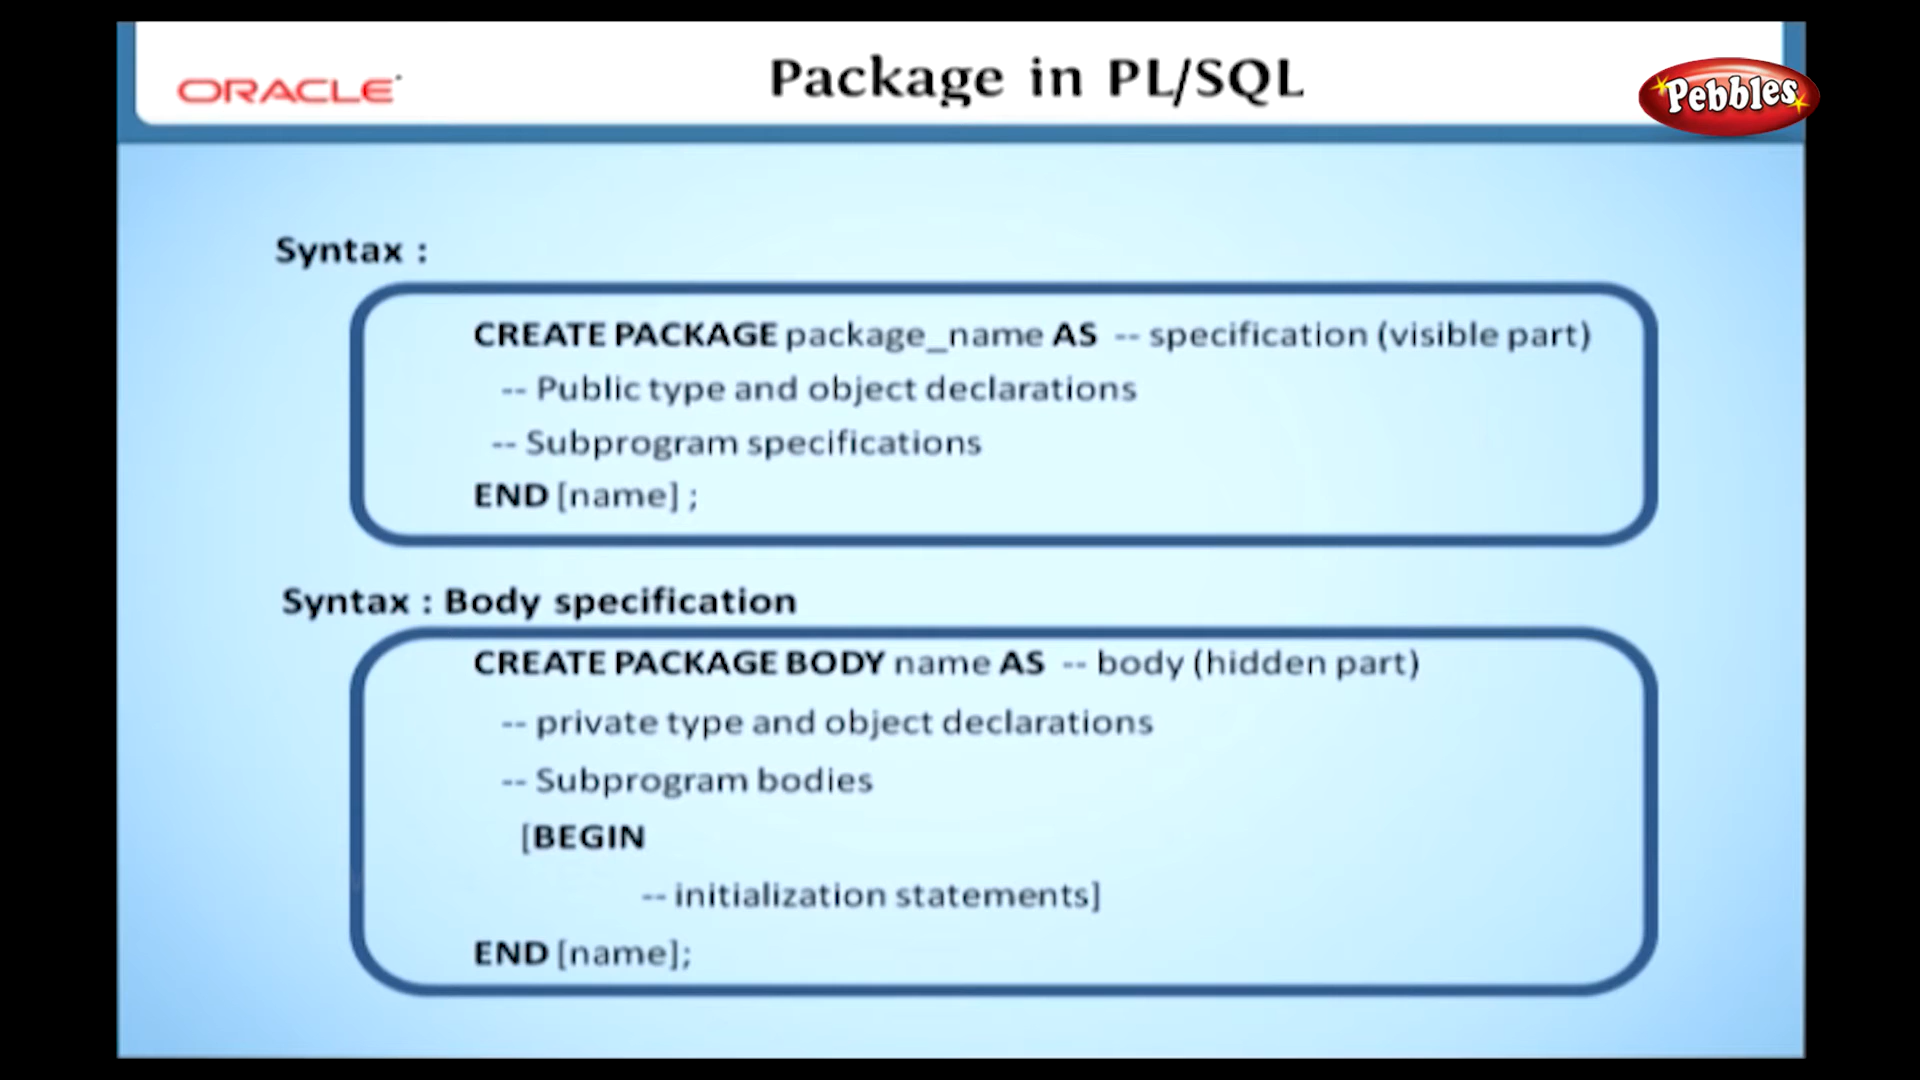 ORACLE
Package in PL/SQL
Pebbles
Syntax :
CREATE PACKAGE package_name AS -- specification (visible part)
-- Public type and object declarations
-- Subprogram specifications
END [name] ;
Syntax : Body specification
CREATE PACKAGE BODY name AS -- body (hidden part)
-- private type and object declarations
-- Subprogram bodies
[BEGIN
-- initialization statements]
END [name];